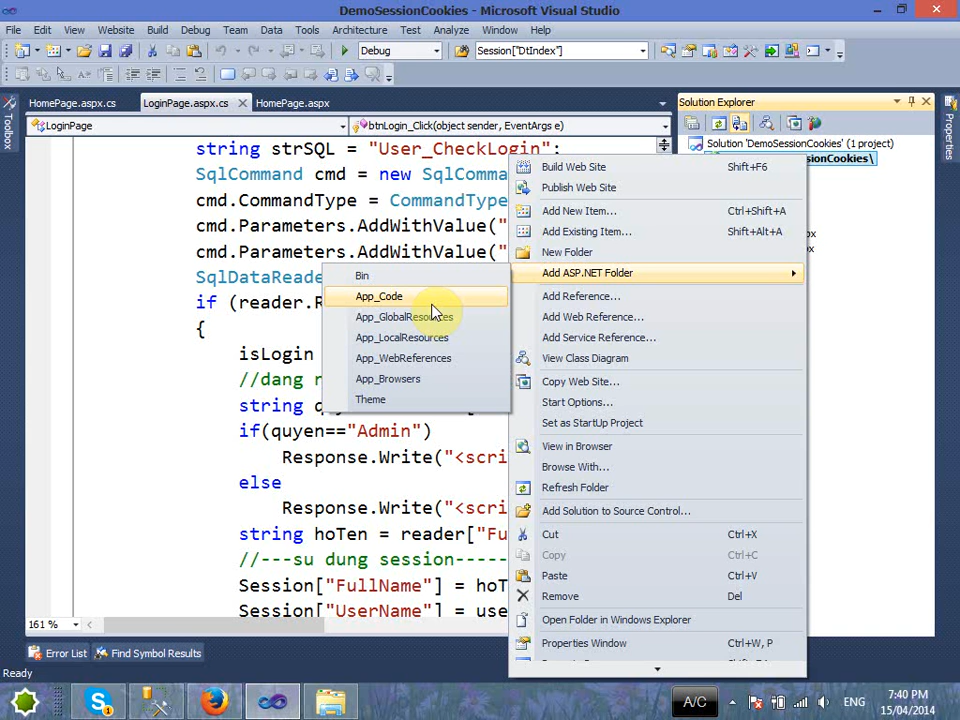 DemoSessionCookies - Microsoft Visual Studio
File Edit View Website Build Debug Team Data Tools Architecture Test Analyze Window Help
Debug
Session["DtIndex"]
HomePage.aspx.cs
LoginPage.aspx.cs
HomePage.aspx
Solution Explorer
Toolbox
Properties
LoginPage
btnLogin_Click(object sender, EventArgs e)
Solution 'DemoSessionCookies' (1 project)
string strSQL = "User_CheckLogin";
SqlCommand cmd = new SqlComman
cmd.CommandType = CommandType
cmd.Parameters.AddWithValue("
cmd.Parameters.AddWithValue("
SqlDataReade
if (reader.R
{
isLogin
//dang n
string q
if(quyen=="Admin")
Response.Write("<scri
else
Response.Write("<scri
string hoTen = reader["Fu
//---su dung session-----
Session["FullName"] = hoT
Session["UserName"] = use
Bin
App_Code
App_GlobalResources
App_LocalResources
App_WebReferences
App_Browsers
Theme
sionCookies\
Build Web Site Shift+F6
Publish Web Site
Add New Item... Ctrl+Shift+A
Add Existing Item... Shift+Alt+A
New Folder
Add ASP.NET Folder
Add Reference...
Add Web Reference...
Add Service Reference...
View Class Diagram
Copy Web Site...
Start Options...
Set as StartUp Project
View in Browser
Browse With...
Refresh Folder
Add Solution to Source Control...
Cut Ctrl+X
Copy Ctrl+C
Paste Ctrl+V
Remove Del
Open Folder in Windows Explorer
Properties Window Ctrl+W, P
161 %
Error List
Find Symbol Results
Ready
A/C
ENG
7:40 PM
15/04/2014